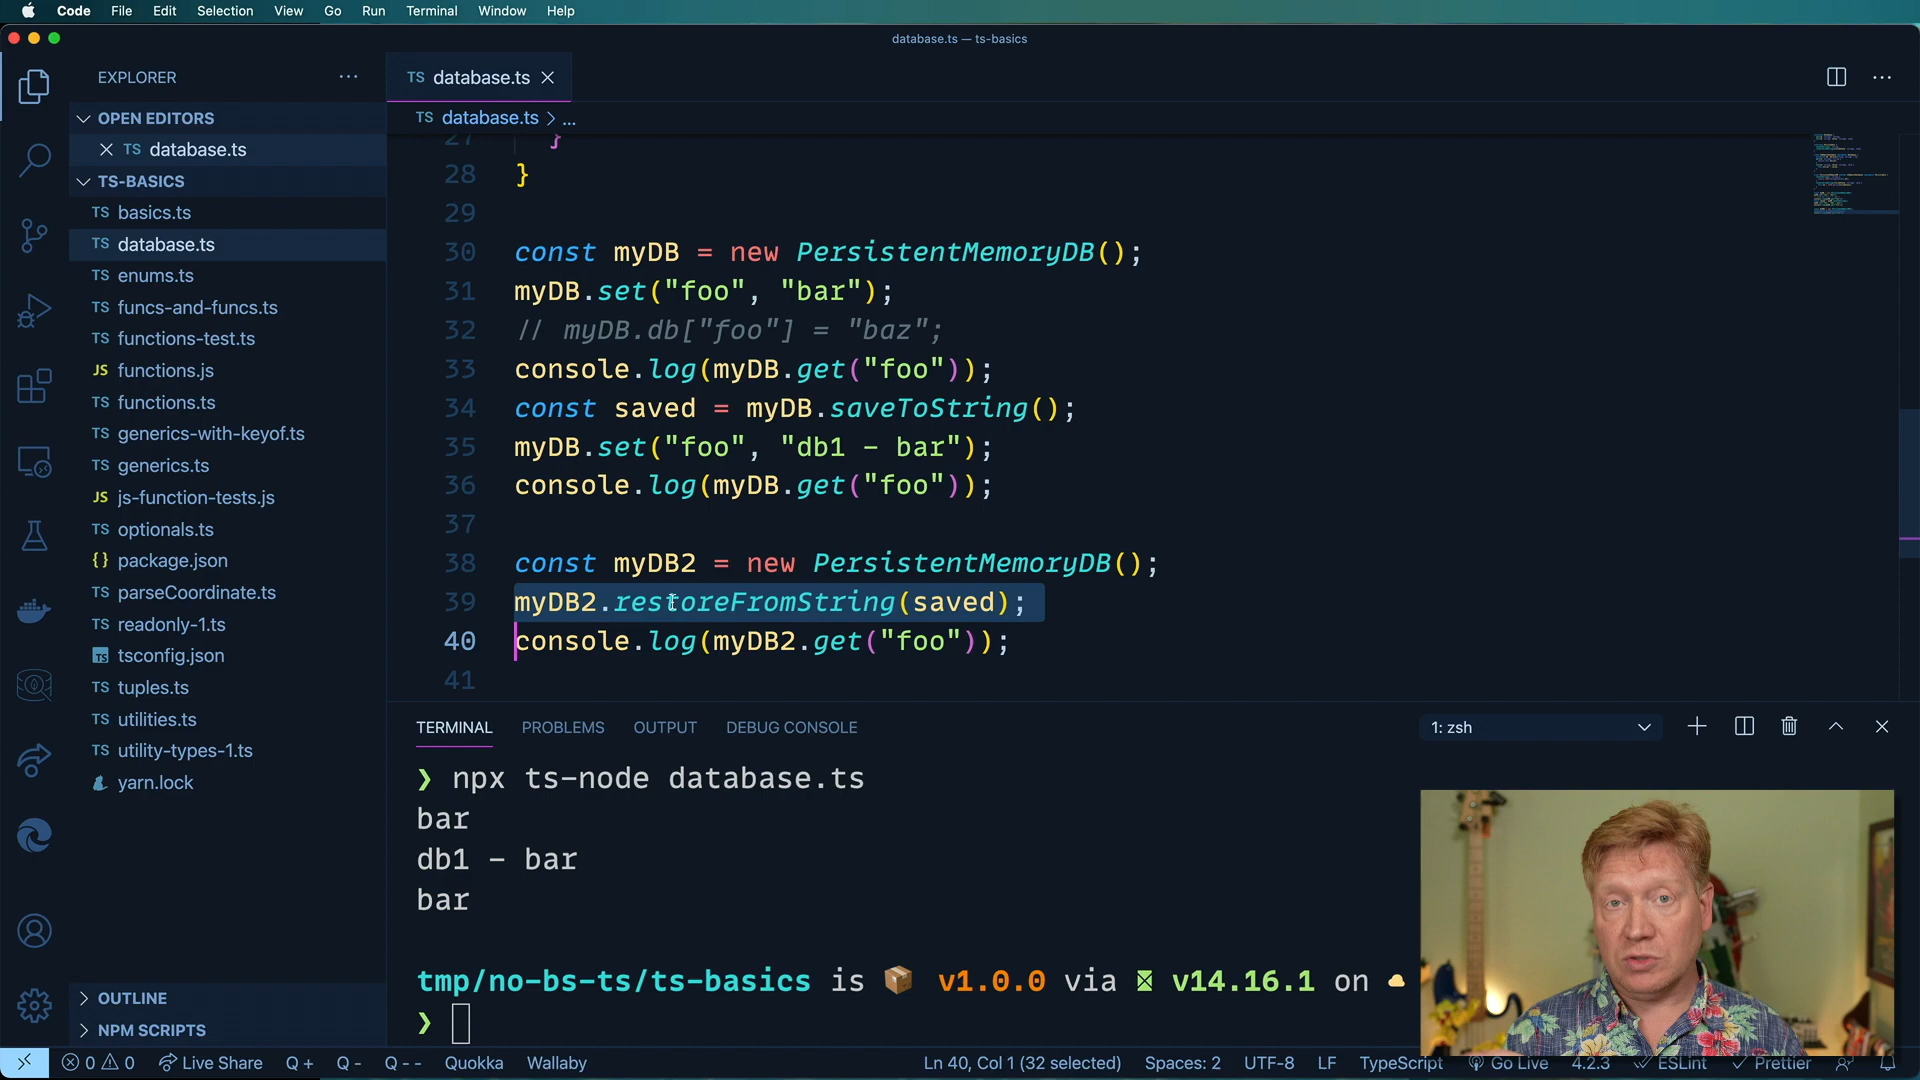 Code File Edit Selection View Go Run Terminal Window Help
database.ts — ts-basics
EXPLORER ...
TS database.ts
OPEN EDITORS
TS database.ts > ...
TS database.ts
TS-BASICS
TS basics.ts
TS database.ts
TS enums.ts
TS funcs-and-funcs.ts
TS functions-test.ts
JS functions.js
TS functions.ts
TS generics-with-keyof.ts
TS generics.ts
JS js-function-tests.js
TS optionals.ts
{} package.json
TS parseCoordinate.ts
TS readonly-1.ts
TS tsconfig.json
TS tuples.ts
TS utilities.ts
TS utility-types-1.ts
yarn.lock
OUTLINE
NPM SCRIPTS
27 }
28 }
29
30 const myDB = new PersistentMemoryDB();
31 myDB.set("foo", "bar");
32 // myDB.db["foo"] = "baz";
33 console.log(myDB.get("foo"));
34 const saved = myDB.saveToString();
35 myDB.set("foo", "db1 - bar");
36 console.log(myDB.get("foo"));
37
38 const myDB2 = new PersistentMemoryDB();
39 myDB2.restoreFromString(saved);
40 console.log(myDB2.get("foo"));
41
TERMINAL PROBLEMS OUTPUT DEBUG CONSOLE 1: zsh
❯ npx ts-node database.ts
bar
db1 - bar
bar
tmp/no-bs-ts/ts-basics is 📦 v1.0.0 via v14.16.1 on
❯
0 0 Live Share Q + Q - Q - - Quokka Wallaby Ln 40, Col 1 (32 selected) Spaces: 2 UTF-8 LF TypeScript Go Live 4.2.3 ESLint Prettier